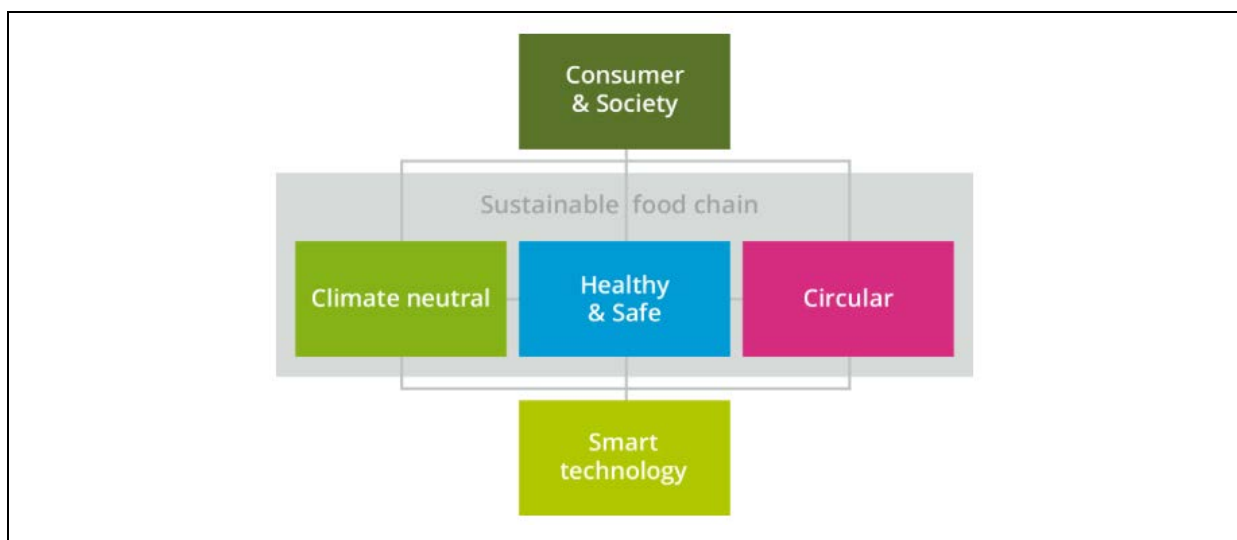 Consumer
& Society
Sustainable food chain
Climate neutral
Healthy
& Safe
Circular
Smart
technology